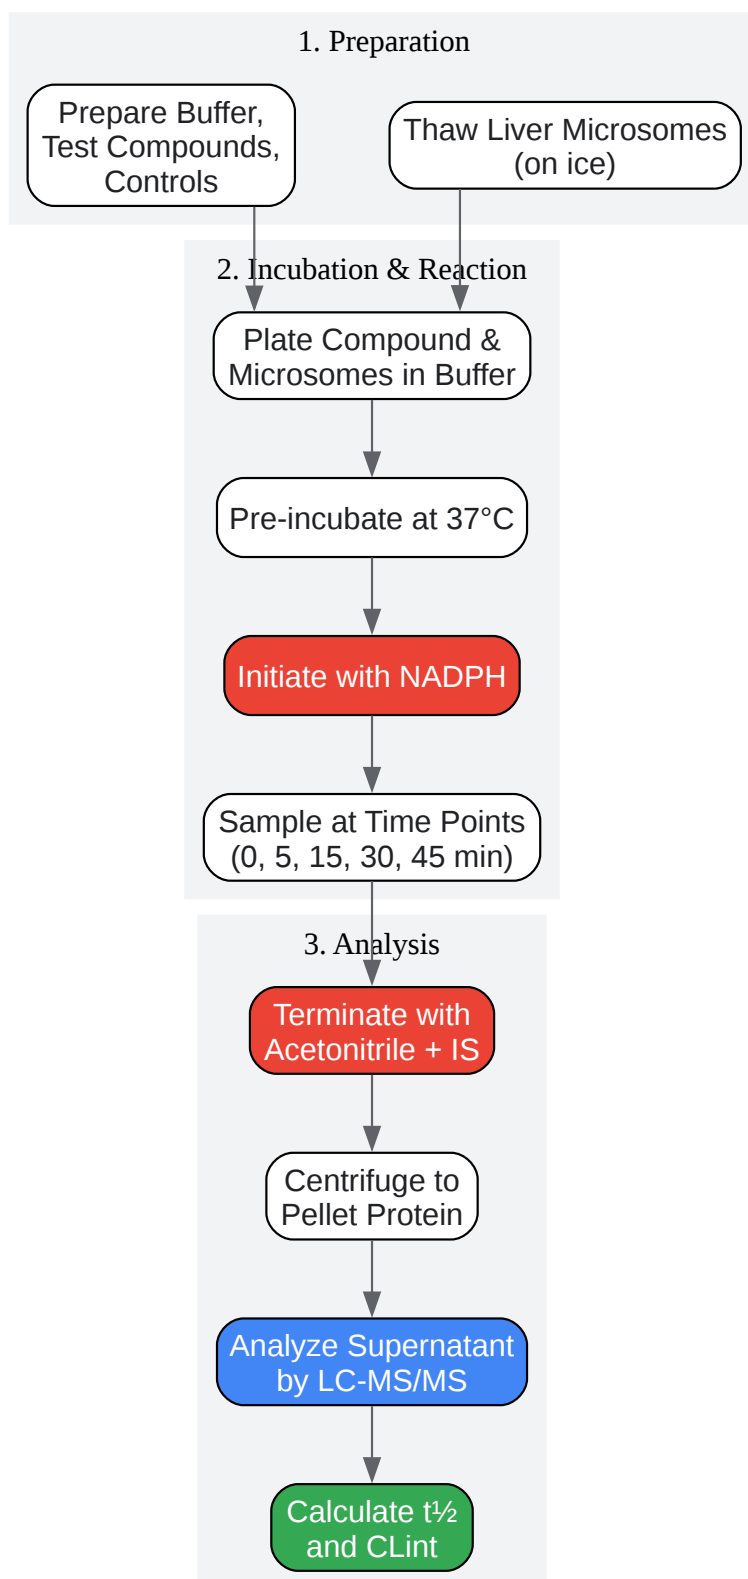 1. Preparation
Prepare Buffer,
Test Compounds,
Controls
Thaw Liver Microsomes
(on ice)
2. Incubation & Reaction
Plate Compound &
Microsomes in Buffer
Pre-incubate at 37°C
Initiate with NADPH
Sample at Time Points
(0, 5, 15, 30, 45 min)
3. Analysis
Terminate with
Acetonitrile + IS
Centrifuge to
Pellet Protein
Analyze Supernatant
by LC-MS/MS
Calculate t½
and CLint